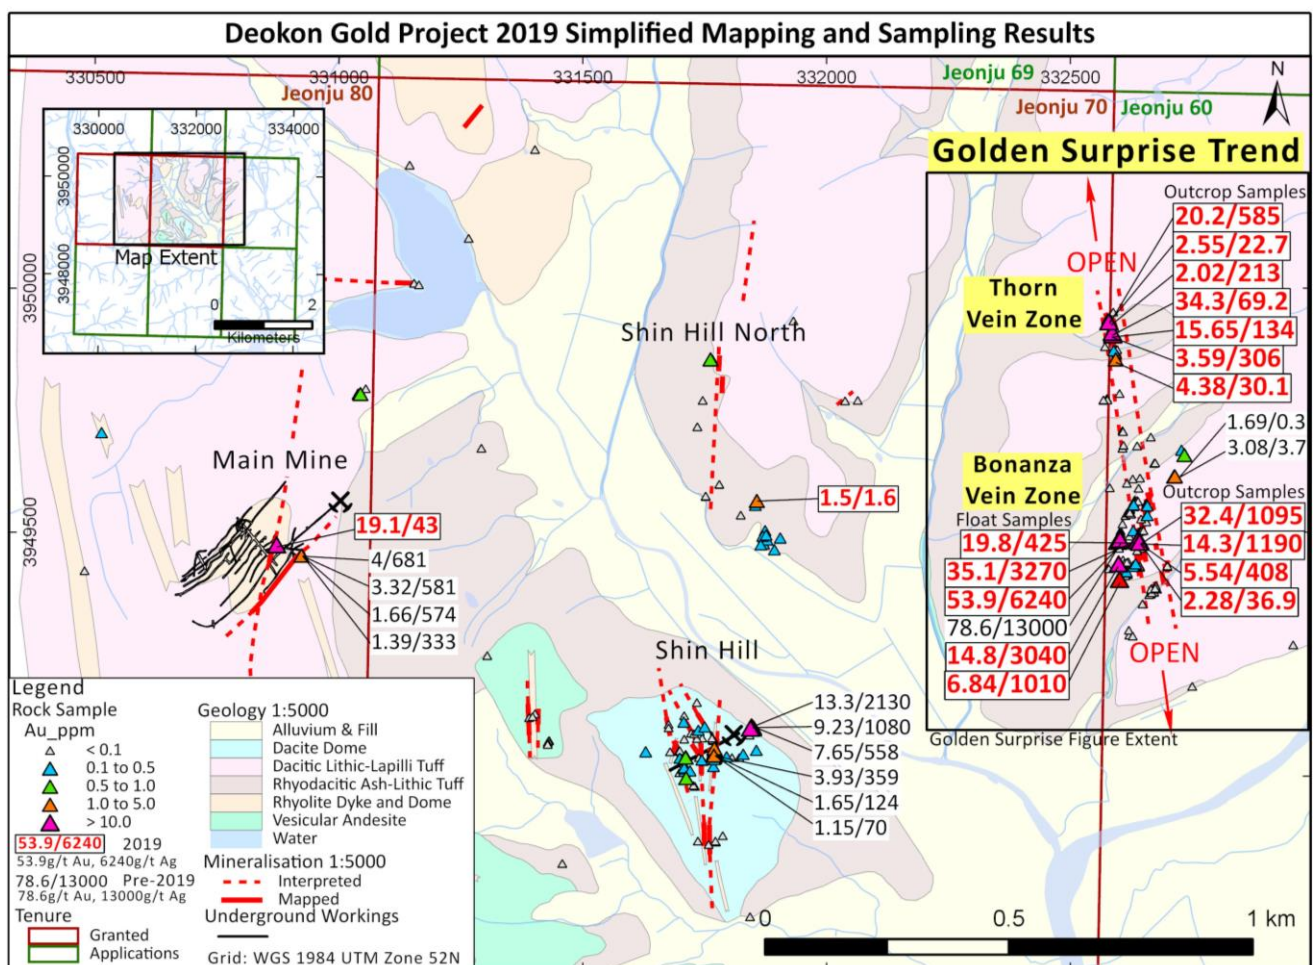 Deokon Gold Project 2019 Simplified Mapping and Sampling Results
330500
331000
331500
332000
332500
Jeonju 69
Jeonju 80
Jeonju 70
Jeonju 60
N
3950000
3949500
330000
332000
334000
3950000
3948000
Map Extent
0
2
Kilometers
Golden Surprise Trend
Outcrop Samples
20.2/585
2.55/22.7
2.02/213
34.3/69.2
15.65/134
3.59/306
4.38/30.1
OPEN
Thorn
Vein Zone
1.69/0.3
3.08/3.7
Bonanza
Vein Zone
Float Samples
19.8/425
35.1/3270
53.9/6240
78.6/13000
14.8/3040
6.84/1010
Outcrop Samples
32.4/1095
14.3/1190
5.54/408
2.28/36.9
OPEN
Golden Surprise Figure Extent
Shin Hill North
1.5/1.6
Main Mine
19.1/43
4/681
3.32/581
1.66/574
1.39/333
Shin Hill
13.3/2130
9.23/1080
7.65/558
3.93/359
1.65/124
1.15/70
Legend
Rock Sample
Au_ppm
< 0.1
0.1 to 0.5
0.5 to 1.0
1.0 to 5.0
> 10.0
53.9/6240 2019
53.9g/t Au, 6240g/t Ag
78.6/13000 Pre-2019
78.6g/t Au, 13000g/t Ag
Tenure
Granted
Applications
Geology 1:5000
Alluvium & Fill
Dacite Dome
Dacitic Lithic-Lapilli Tuff
Rhyodacitic Ash-Lithic Tuff
Rhyolite Dyke and Dome
Vesicular Andesite
Water
Mineralisation 1:5000
Interpreted
Mapped
Underground Workings
Grid: WGS 1984 UTM Zone 52N
0
0.5
1 km